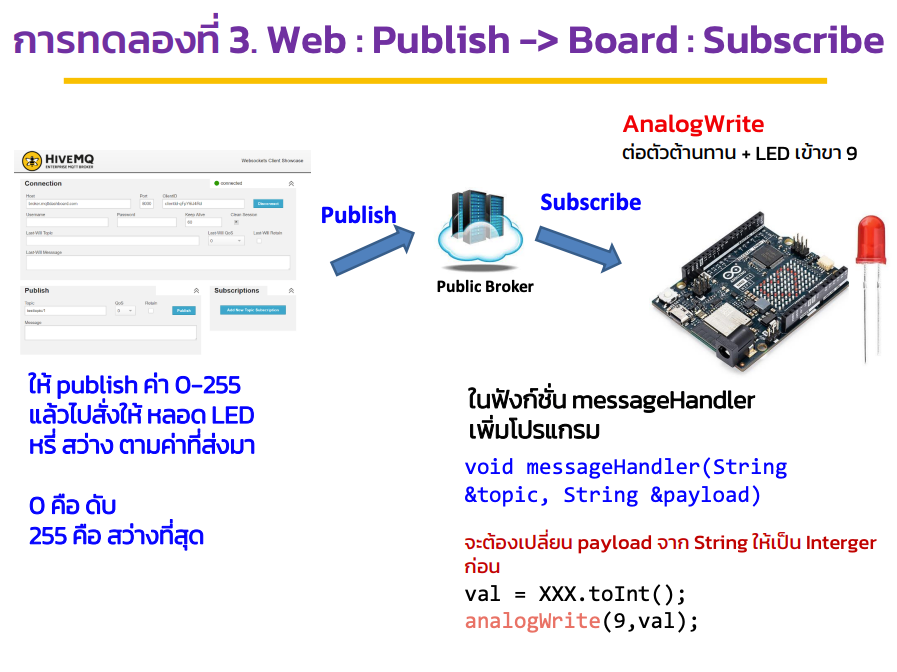 การทดลองที่ 3. Web : Publish -> Board : Subscribe
AnalogWrite
ต่อตัวต้านทาน + LED เข้าขา 9
HIVEMQ
ENTERPRISE MQTT BROKER
Websockets Client Showcase
Connection
connected
Host
Port
ClientID
broker.mqttdashboard.com
8000
Disconnect
Username
Password
Keep Alive
Clean Session
60
Last-Will Topic
Last-Will QoS
Last-Will Retain
0
Last-Will Message
Publish
Subscriptions
Topic
QoS
Retain
testtopic/1
0
Publish
Add New Topic Subscription
Message
Publish
Subscribe
Public Broker
ให้ publish ค่า 0-255
แล้วไปสั่งให้ หลอด LED
หรี่ สว่าง ตามค่าที่ส่งมา
0 คือ ดับ
255 คือ สว่างที่สุด
ในฟังก์ชั่น messageHandler
เพิ่มโปรแกรม
void messageHandler(String
&topic, String &payload)
จะต้องเปลี่ยน payload จาก String ให้เป็น Interger
ก่อน
val = XXX.toInt();
analogWrite(9,val);